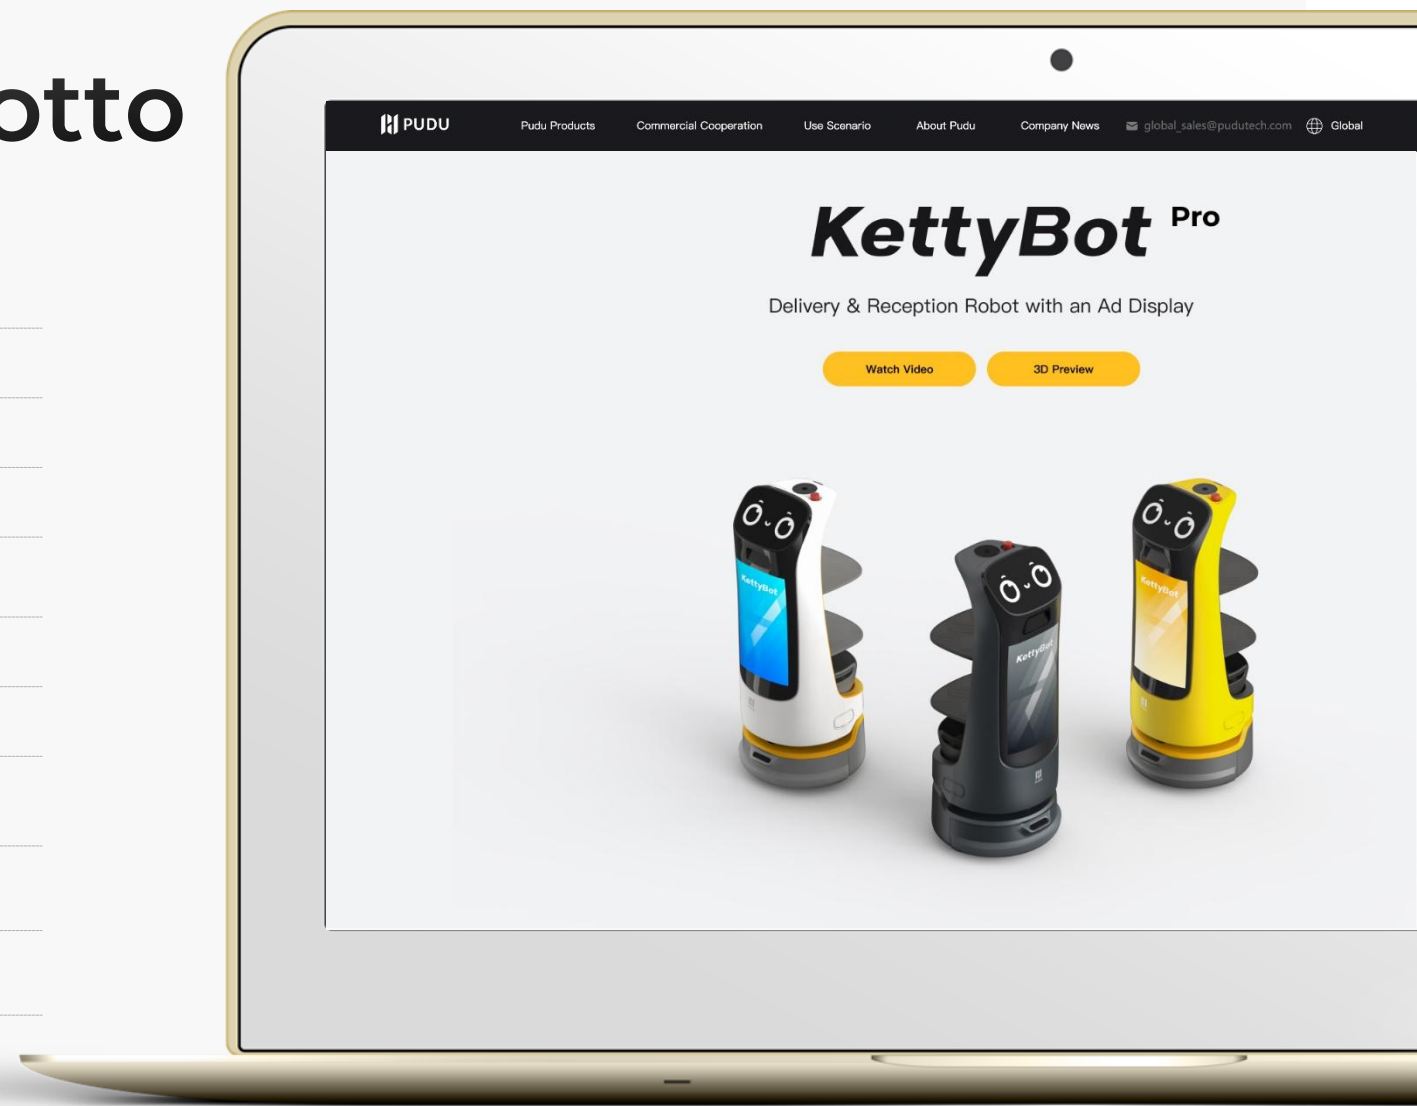 otto
PUDU
Pudu Products
Commercial Cooperation
Use Scenario
About Pudu
Company News
global_sales@pudutech.com
Global
KettyBot Pro
Delivery & Reception Robot with an Ad Display
Watch Video
3D Preview
KettyBot
KettyBot
KettyBot